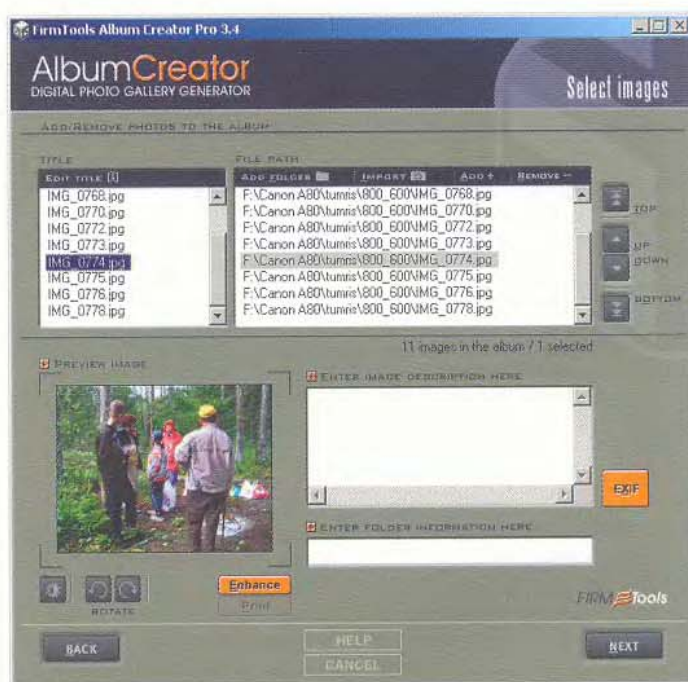 FirmTools Album Creator Pro 3.4
AlbumCreator
DIGITAL PHOTO GALLERY GENERATOR
Select images
ADD/REMOVE PHOTOS TO THE ALBUM
TITLE
FILE PATH
EDIT TITLE
ADD FOLDER IMPORT ADD + REMOVE −
IMG_0768.jpg F:\Canon A80\tumris\800_600\IMG_0768.jpg
IMG_0770.jpg F:\Canon A80\tumris\800_600\IMG_0770.jpg
IMG_0772.jpg F:\Canon A80\tumris\800_600\IMG_0772.jpg
IMG_0773.jpg F:\Canon A80\tumris\800_600\IMG_0773.jpg
IMG_0774.jpg F:\Canon A80\tumris\800_600\IMG_0774.jpg
IMG_0775.jpg F:\Canon A80\tumris\800_600\IMG_0775.jpg
IMG_0776.jpg F:\Canon A80\tumris\800_600\IMG_0776.jpg
IMG_0778.jpg F:\Canon A80\tumris\800_600\IMG_0778.jpg
TOP
UP
DOWN
BOTTOM
11 images in the album / 1 selected
PREVIEW IMAGE
ENTER IMAGE DESCRIPTION HERE
EXIF
ENTER FOLDER INFORMATION HERE
ROTATE
Enhance
Print
FIRM Tools
BACK
HELP
CANCEL
NEXT